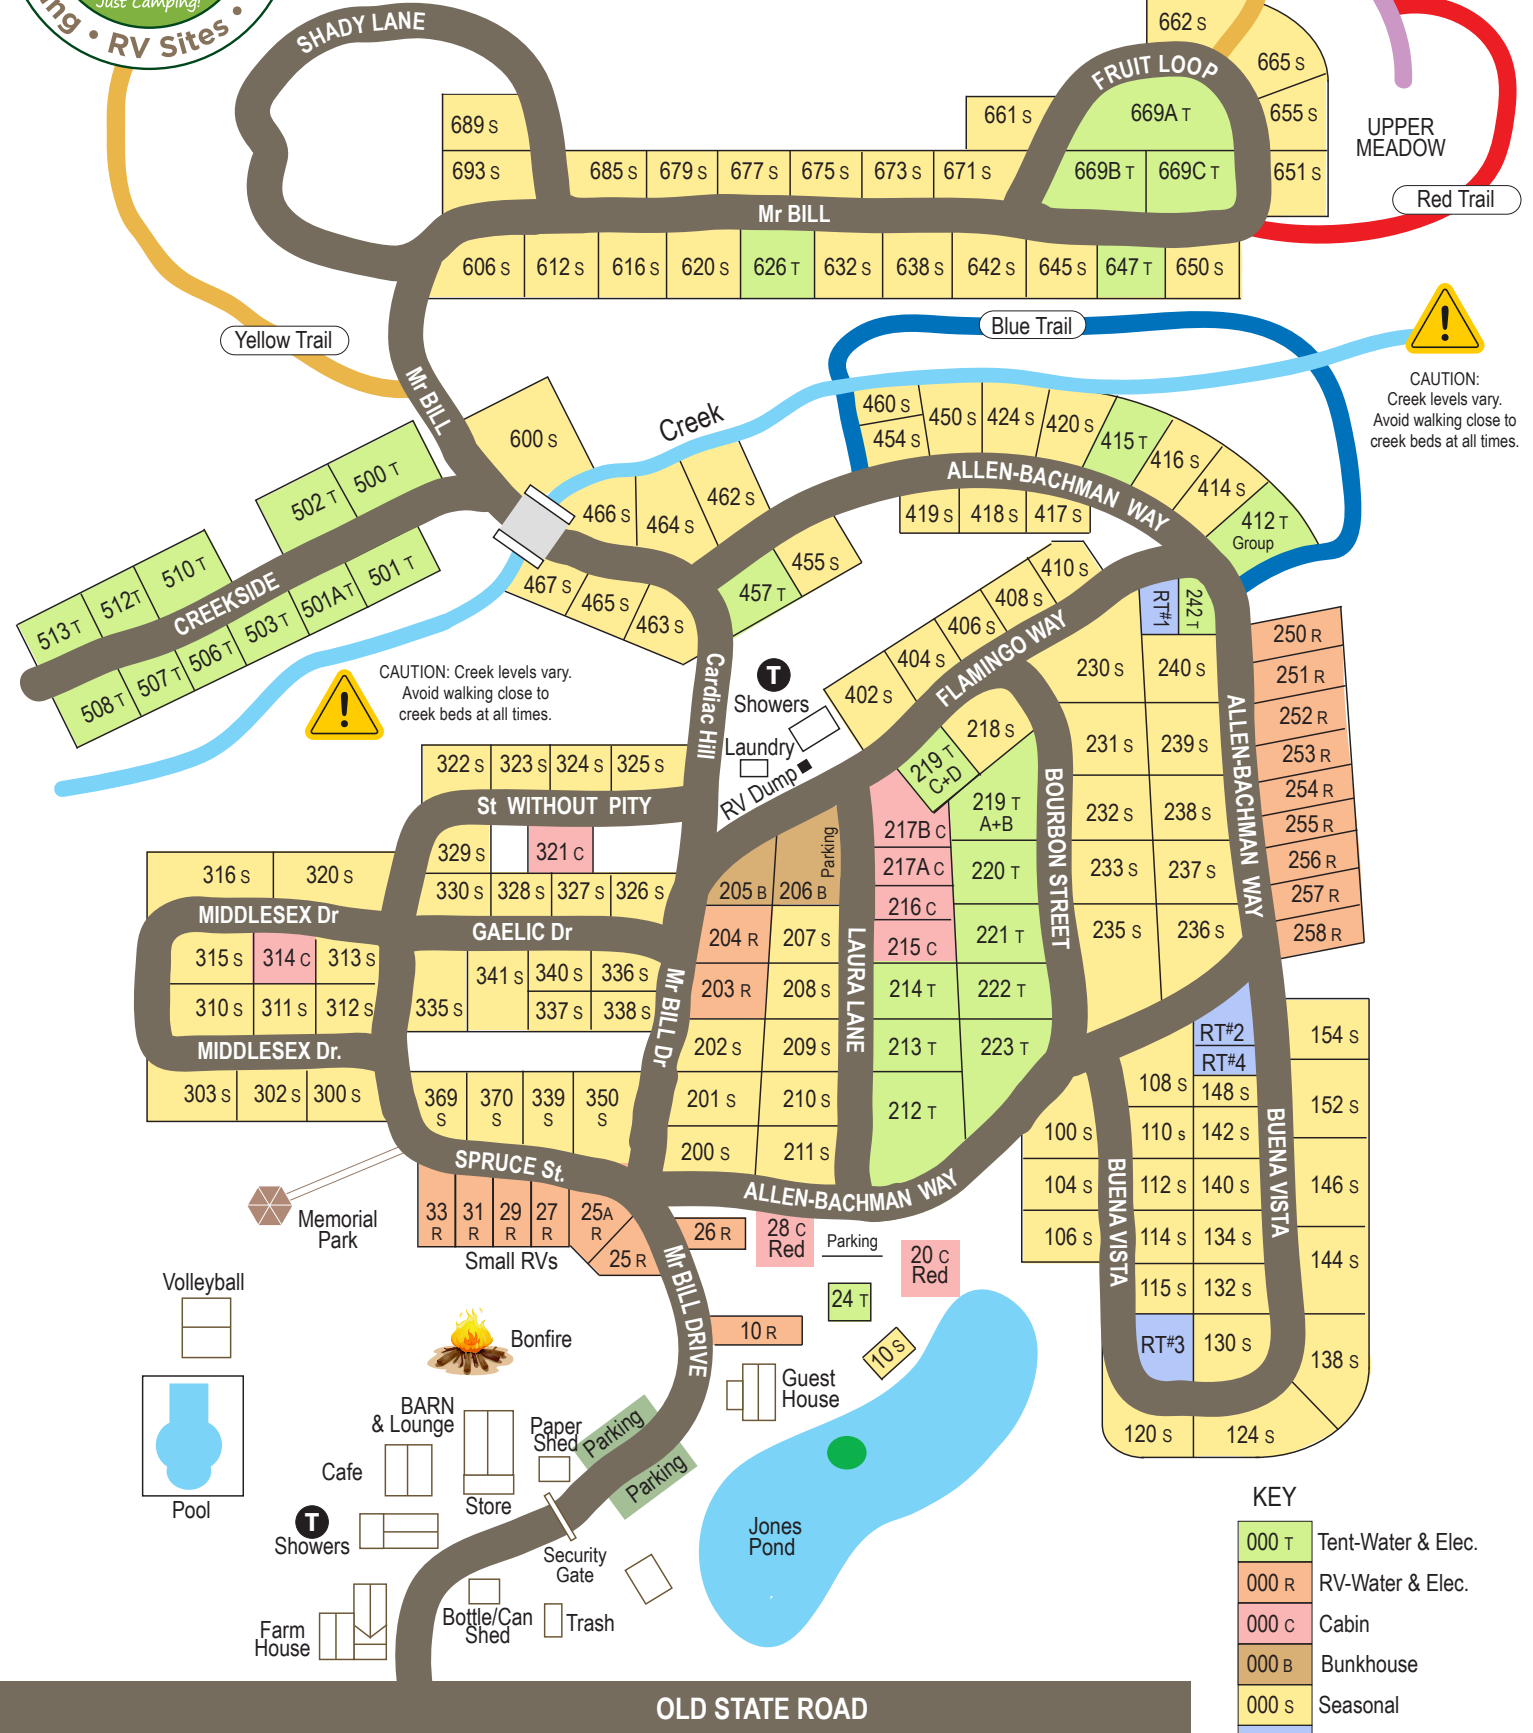 Just Camping!
ng • RV Sites •
SHADY LANE
662 S
FRUIT LOOP
665 S
689 S
661 S
669A T
655 S
UPPER
MEADOW
693 S
685 S
679 S
677 S
675 S
673 S
671 S
669B T
669C T
651 S
Red Trail
Mr BILL
606 S
612 S
616 S
620 S
626 T
632 S
638 S
642 S
645 S
647 T
650 S
Yellow Trail
Blue Trail
CAUTION:
Creek levels vary.
Avoid walking close to
creek beds at all times.
Mr BILL
600 S
Creek
460 S
454 S
450 S
424 S
420 S
415 T
416 S
414 S
412 T
Group
ALLEN-BACHMAN WAY
419 S
418 S
417 S
502 T
500 T
466 S
464 S
462 S
455 S
457 T
467 S
465 S
463 S
513 T
512T
510 T
CREEKSIDE
508 T
507 T
506 T
503 T
501A T
501 T
CAUTION: Creek levels vary.
Avoid walking close to
creek beds at all times.
Cardiac Hill
T
Showers
Laundry
RV Dump
402 S
404 S
406 S
408 S
410 S
FLAMINGO WAY
RT#1
242 T
230 S
240 S
231 S
239 S
232 S
238 S
233 S
237 S
235 S
236 S
ALLEN-BACHMAN WAY
250 R
251 R
252 R
253 R
254 R
255 R
256 R
257 R
258 R
322 S
323 S
324 S
325 S
St WITHOUT PITY
329 S
321 C
330 S
328 S
327 S
326 S
316 S
320 S
MIDDLESEX Dr
GAELIC Dr
315 S
314 C
313 S
310 S
311 S
312 S
MIDDLESEX Dr.
303 S
302 S
300 S
335 S
341 S
340 S
336 S
337 S
338 S
Mr BILL Dr
369
S
370
S
339
S
350
S
SPRUCE St.
205 B
206 B
Parking
204 R
207 S
203 R
208 S
202 S
209 S
201 S
210 S
200 S
211 S
LAURA LANE
219 T
C+D
218 S
219 T
A+B
217B C
217A C
216 C
215 C
220 T
221 T
214 T
222 T
213 T
223 T
212 T
BOURBON STREET
ALLEN-BACHMAN WAY
RT#2
RT#4
154 S
108 S
148 S
152 S
100 S
110 s
142 S
104 S
112 S
140 S
146 S
106 S
114 S
134 S
144 S
115 S
132 S
RT#3
130 S
138 S
120 S
124 S
BUENA VISTA
BUENA VISTA
Memorial
Park
33
R
31
R
29
R
27
R
25A
R
25 R
Small RVs
26 R
28 C
Red
Parking
20 C
Red
24 T
10 R
10 S
Mr BILL DRIVE
Volleyball
Bonfire
Pool
BARN
& Lounge
Cafe
Store
Paper
Shed
Parking
Parking
Guest
House
Jones
Pond
T
Showers
Security
Gate
Bottle/Can
Shed
Trash
Farm
House
OLD STATE ROAD
KEY
000 T Tent-Water & Elec.
000 R RV-Water & Elec.
000 C Cabin
000 B Bunkhouse
000 S Seasonal